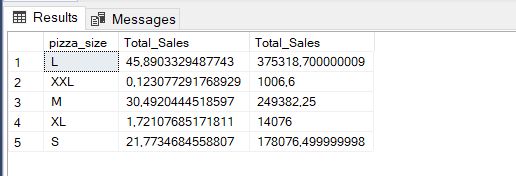 Results Messages
pizza_size Total_Sales Total_Sales
1 L 45,8903329487743 375318,700000009
2 XXL 0,123077291768929 1006,6
3 M 30,4920444518597 249382,25
4 XL 1,72107685171811 14076
5 S 21,7734684558807 178076,499999998